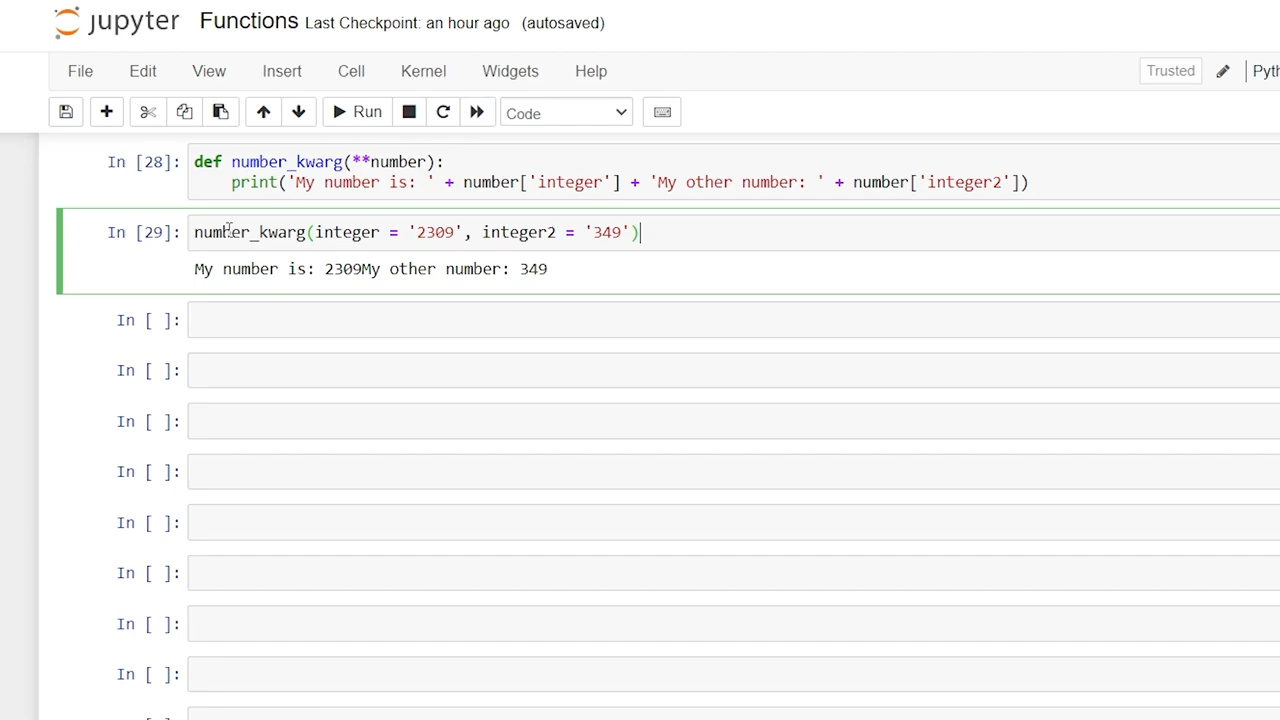 jupyter Functions Last Checkpoint: an hour ago (autosaved)
File Edit View Insert Cell Kernel Widgets Help Trusted Pyth
Run Code
In [28]: def number_kwarg(**number):
print('My number is: ' + number['integer'] + 'My other number: ' + number['integer2'])
In [29]: number_kwarg(integer = '2309', integer2 = '349')
My number is: 2309My other number: 349
In [ ]:
In [ ]:
In [ ]:
In [ ]:
In [ ]:
In [ ]:
In [ ]:
In [ ]: